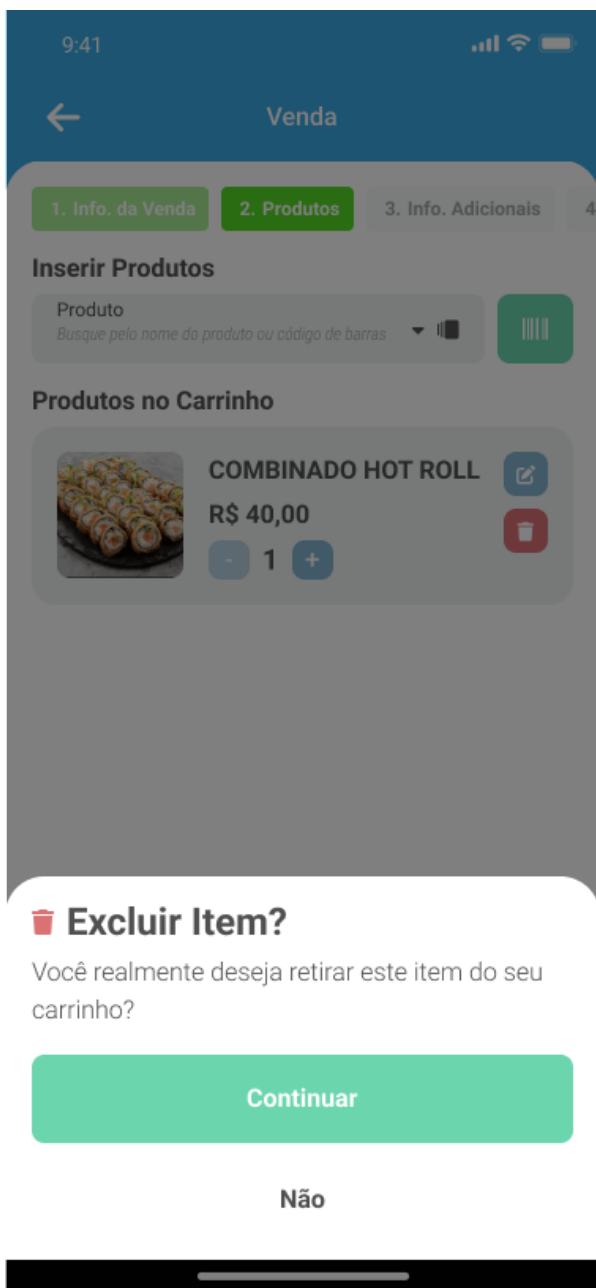 9:41
Venda
1. Info. da Venda
2. Produtos
3. Info. Adicionais
4
Inserir Produtos
Produto
Busque pelo nome do produto ou código de barras
Produtos no Carrinho
COMBINADO HOT ROLL
R$ 40,00
- 1 +
Excluir Item?
Você realmente deseja retirar este item do seu
carrinho?
Continuar
Não